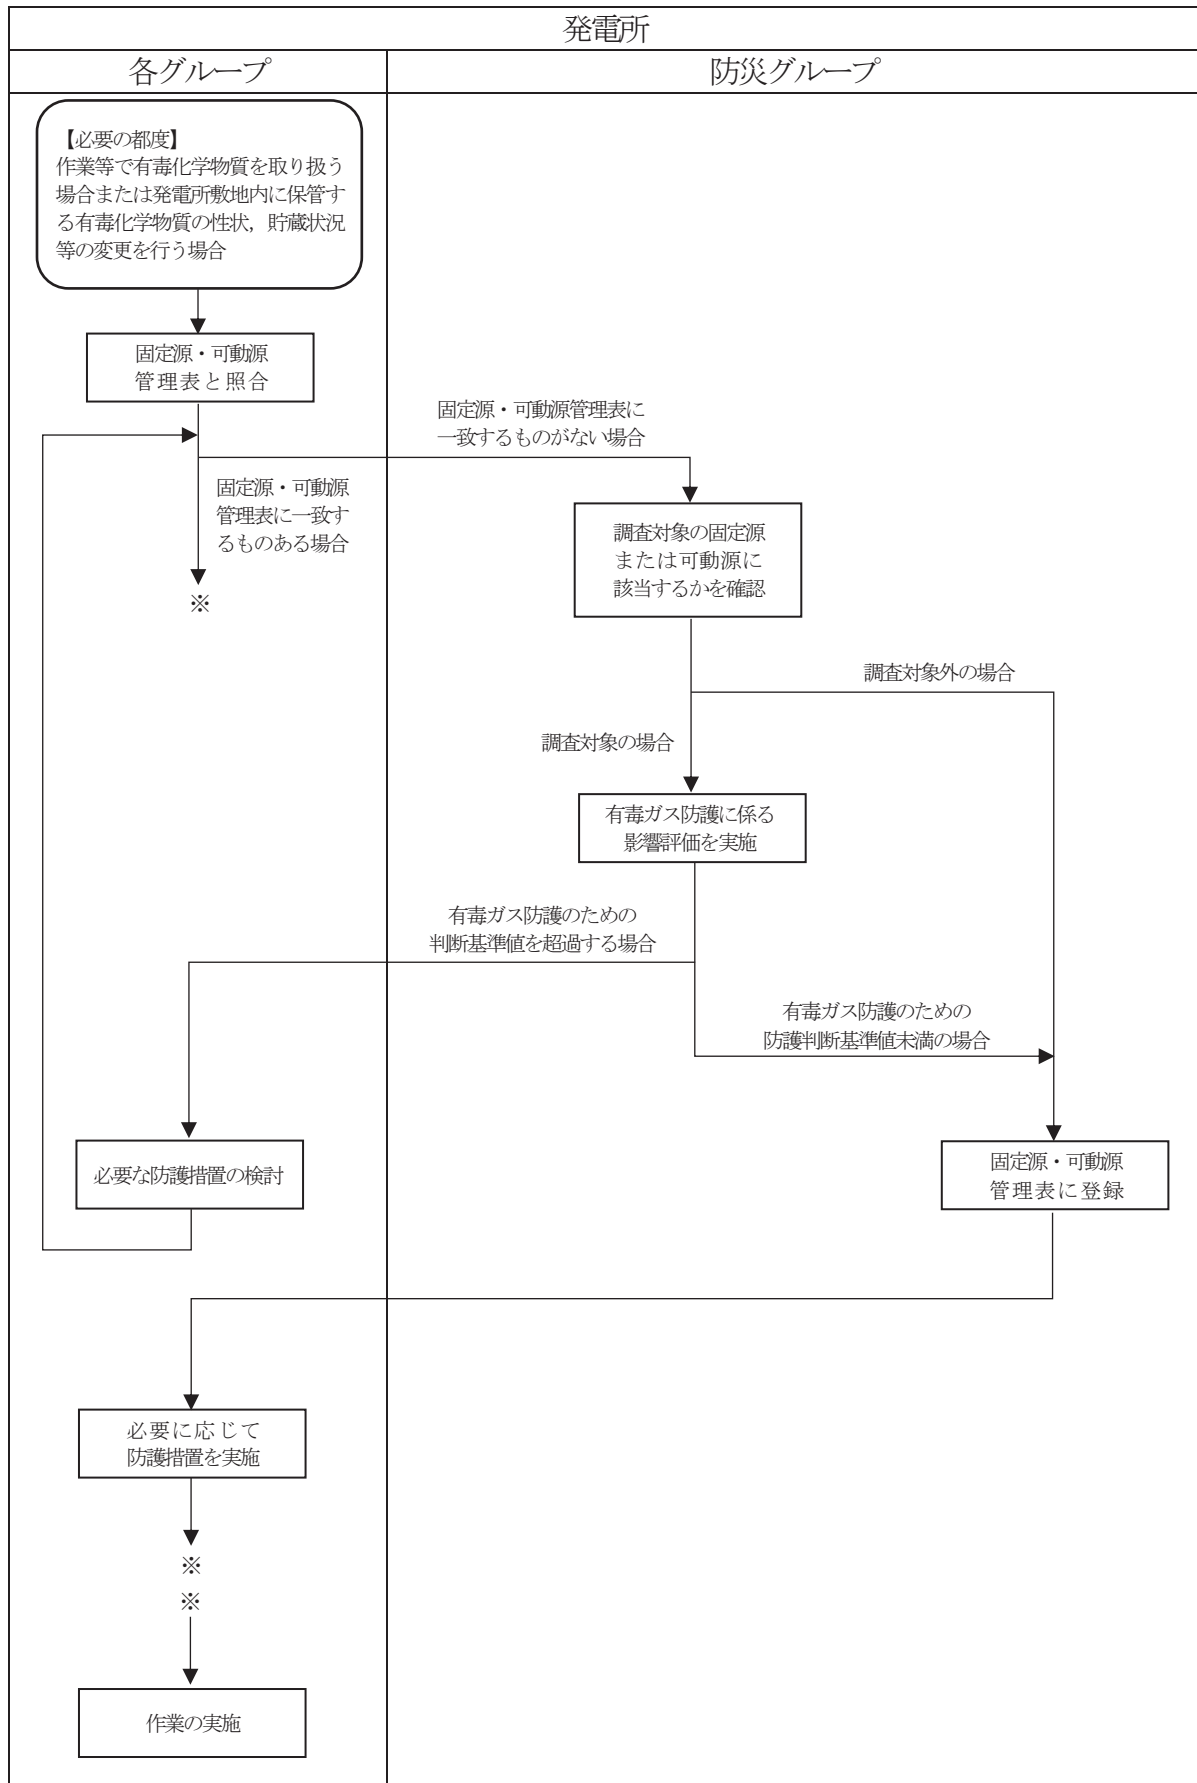 発電所
各グループ
防災グループ
【必要の都度】
作業等で有毒化学物質を取り扱う
場合または発電所敷地内に保管す
る有毒化学物質の性状，貯蔵状況
等の変更を行う場合
固定源・可動源
管理表と照合
固定源・可動源管理表に
一致するものがない場合
固定源・可動源
管理表に一致す
るものある場合
※
調査対象の固定源
または可動源に
該当するかを確認
調査対象外の場合
調査対象の場合
有毒ガス防護に係る
影響評価を実施
有毒ガス防護のための
判断基準値を超過する場合
有毒ガス防護のための
防護判断基準値未満の場合
必要な防護措置の検討
固定源・可動源
管理表に登録
必要に応じて
防護措置を実施
※
※
作業の実施